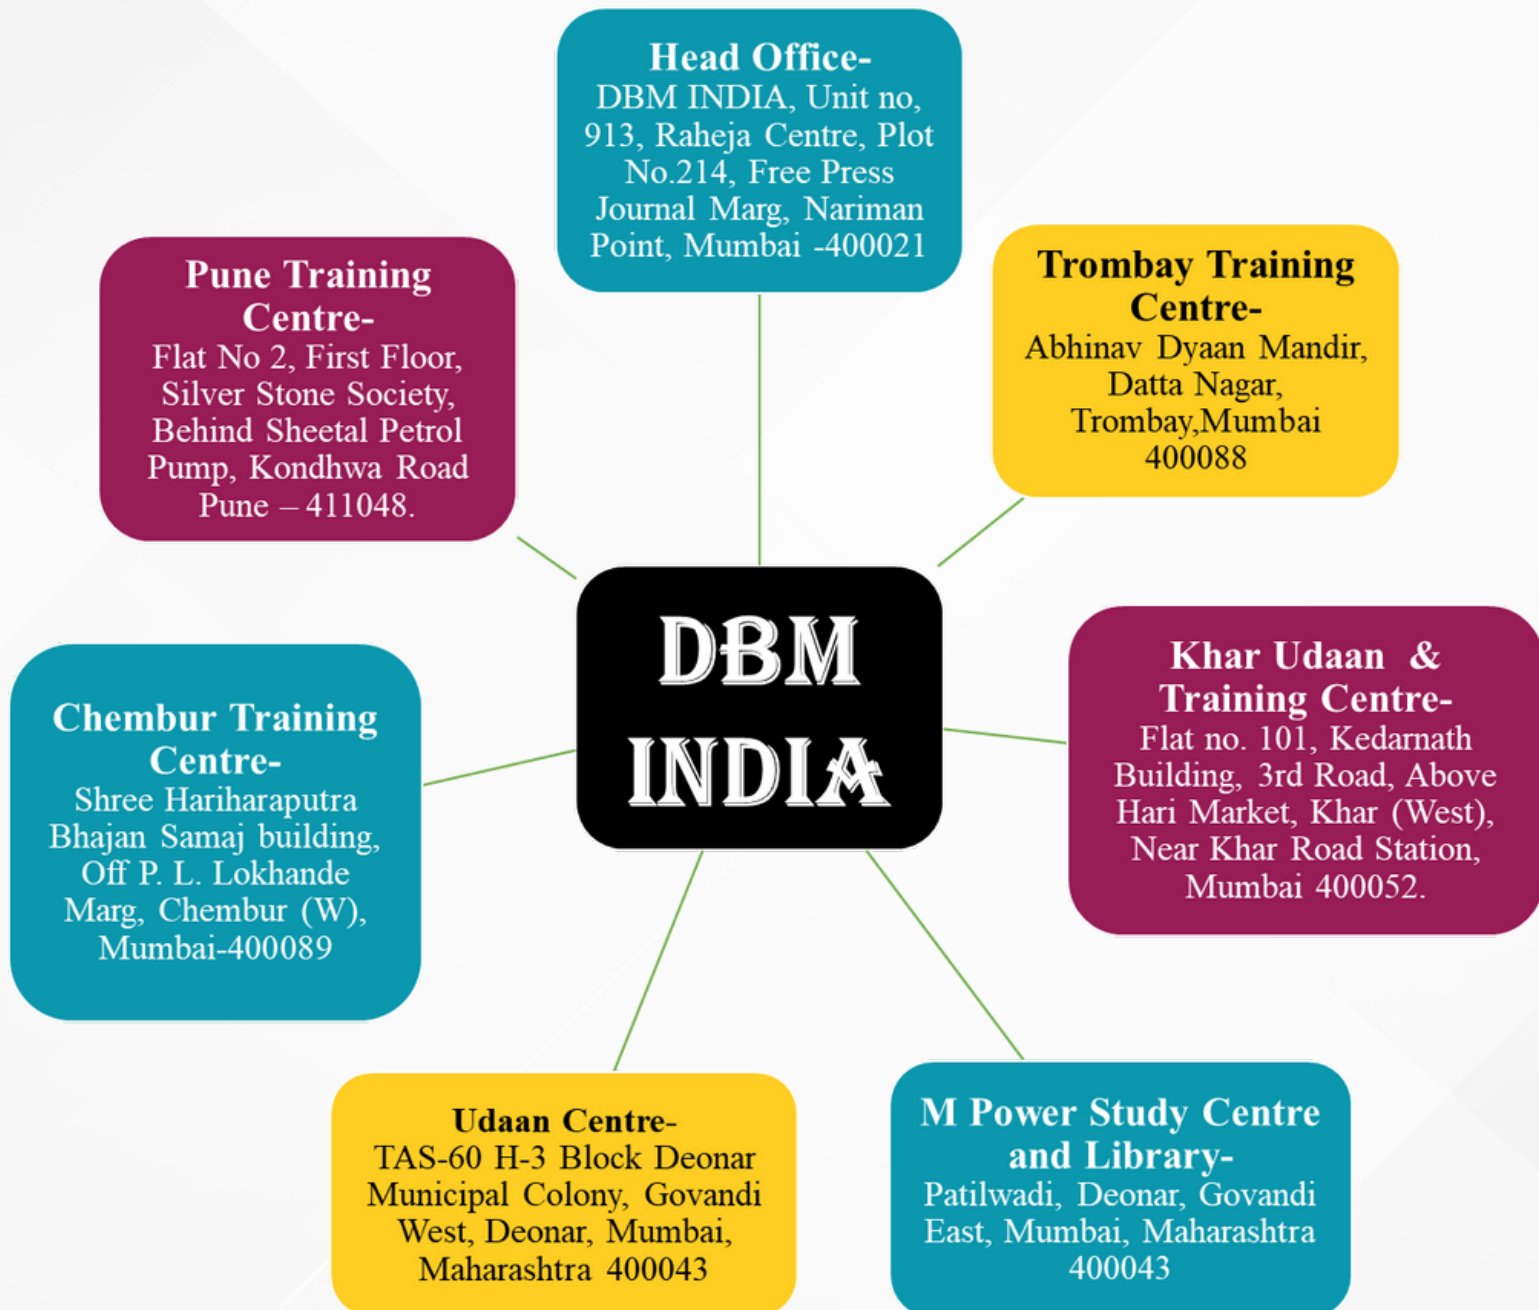 Head Office-
DBM INDIA, Unit no,
913, Raheja Centre, Plot
No.214, Free Press
Journal Marg, Nariman
Point, Mumbai -400021
Trombay Training
Centre-
Abhinav Dyaan Mandir,
Datta Nagar,
Trombay,Mumbai
400088
Khar Udaan &
Training Centre-
Flat no. 101, Kedarnath
Building, 3rd Road, Above
Hari Market, Khar (West),
Near Khar Road Station,
Mumbai 400052.
M Power Study Centre
and Library-
Patilwadi, Deonar, Govandi
East, Mumbai, Maharashtra
400043
Udaan Centre-
TAS-60 H-3 Block Deonar
Municipal Colony, Govandi
West, Deonar, Mumbai,
Maharashtra 400043
Chembur Training
Centre-
Shree Hariharaputra
Bhajan Samaj building,
Off P. L. Lokhande
Marg, Chembur (W),
Mumbai-400089
Pune Training
Centre-
Flat No 2, First Floor,
Silver Stone Society,
Behind Sheetal Petrol
Pump, Kondhwa Road
Pune – 411048.
DBM
INDIA